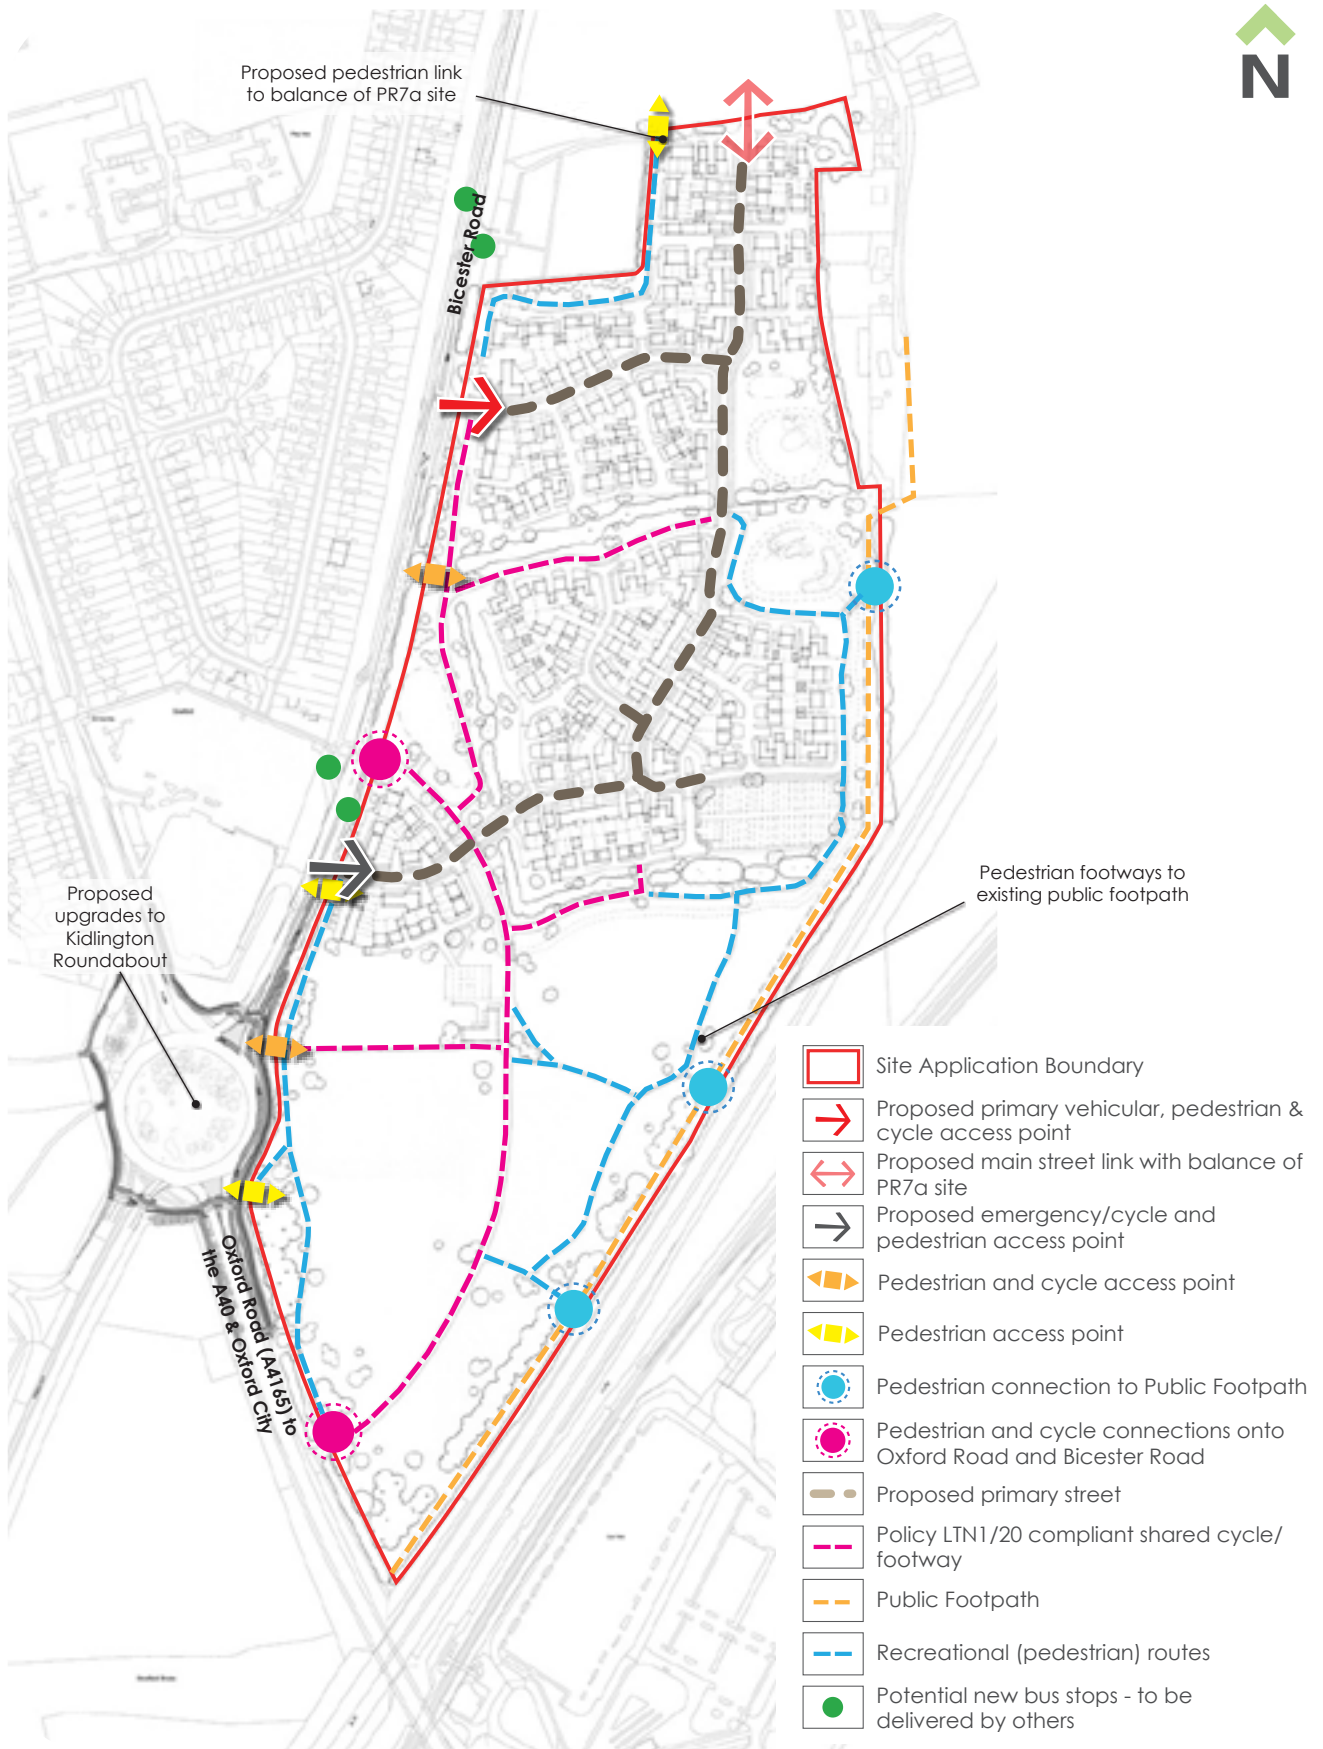 N
Proposed pedestrian link
to balance of PR7a site
Bicester Road
Pedestrian footways to
existing public footpath
Proposed
upgrades to
Kidlington
Roundabout
Oxford Road (A4165) to
the A40 & Oxford City
Site Application Boundary
Proposed primary vehicular, pedestrian &
cycle access point
Proposed main street link with balance of
PR7a site
Proposed emergency/cycle and
pedestrian access point
Pedestrian and cycle access point
Pedestrian access point
Pedestrian connection to Public Footpath
Pedestrian and cycle connections onto
Oxford Road and Bicester Road
Proposed primary street
Policy LTN1/20 compliant shared cycle/
footway
Public Footpath
Recreational (pedestrian) routes
Potential new bus stops - to be
delivered by others